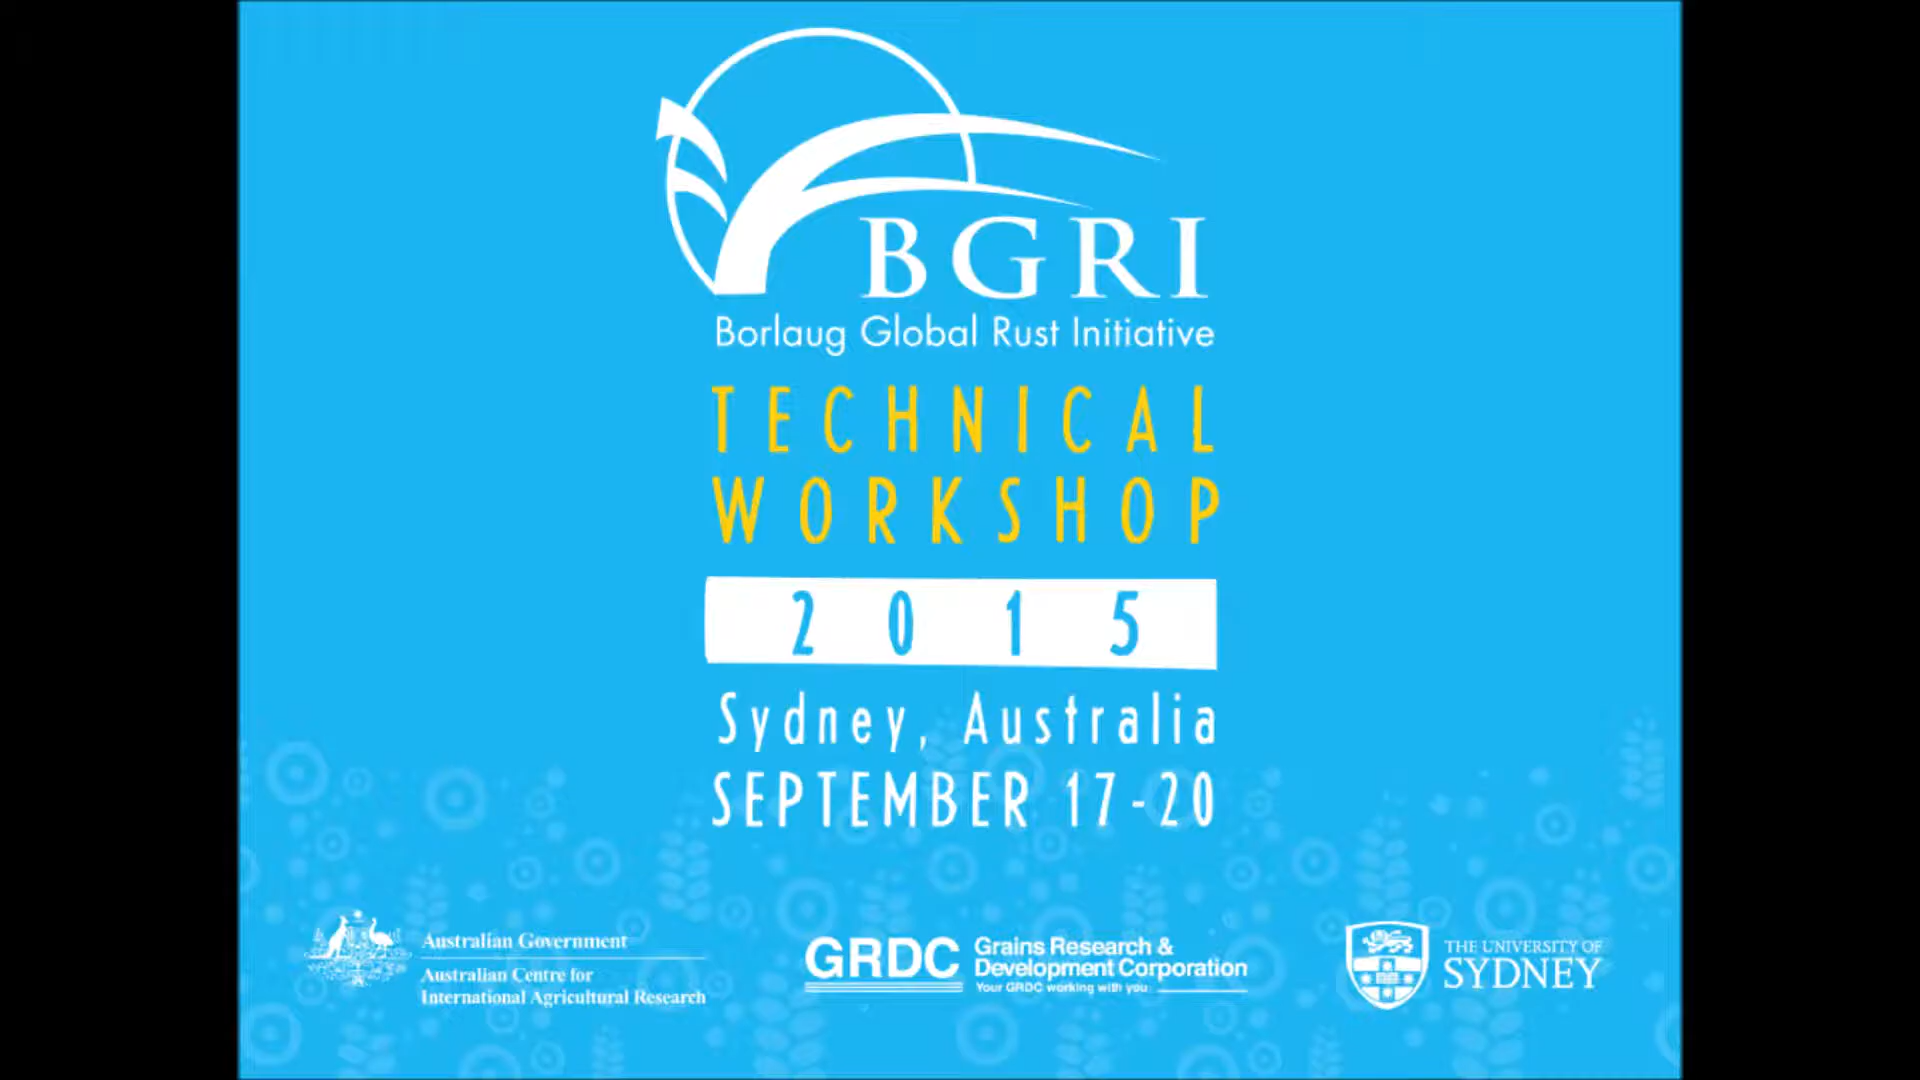 BGRI
Borlaug Global Rust Initiative
TECHNICAL
WORKSHOP
2015
Sydney, Australia
SEPTEMBER 17-20
Australian Government
Australian Centre for
International Agricultural Research
GRDC
Grains Research &
Development Corporation
Your GRDC working with you
THE UNIVERSITY OF
SYDNEY